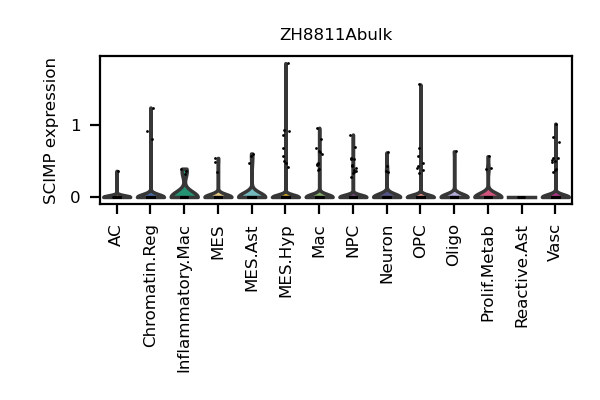 ZH8811Abulk
SCIMP expression
1
0
AC
Chromatin.Reg
Inflammatory.Mac
MES
MES.Ast
MES.Hyp
Mac
NPC
Neuron
OPC
Oligo
Prolif.Metab
Reactive.Ast
Vasc